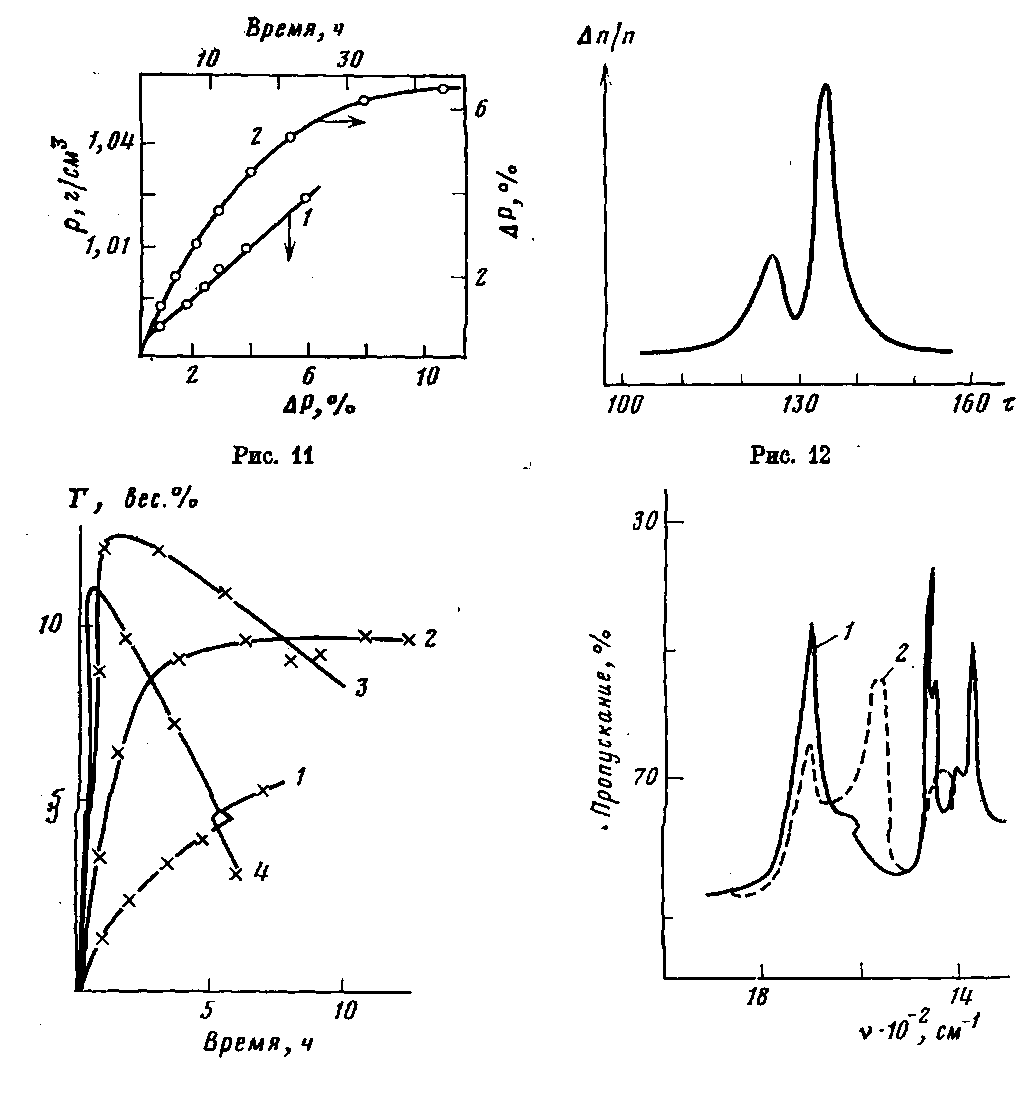 Время, ч
10 30
1,04
1,01
ρ, г/см³
6
2
ΔP, %
2
1
2 6 10
ΔP, %
Рис. 11
Δn/n
100 130 160 τ
Рис. 12
Г, вес.%
10
5
2
3
1
4
5 10
Время, ч
30
70
Пропускание, %
1
2
18 14
ν·10⁻², см⁻¹